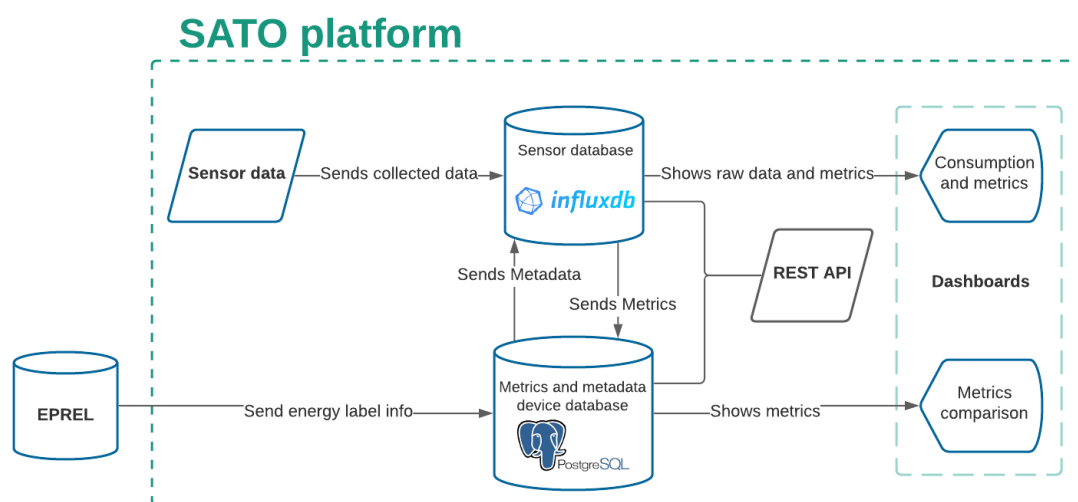 SATO platform
Sensor data
Sends collected data
Sensor database
influxdb
Shows raw data and metrics
Consumption
and metrics
Sends Metadata
Sends Metrics
REST API
Dashboards
EPREL
Send energy label info
Metrics and metadata
device database
PostgreSQL
Shows metrics
Metrics
comparison